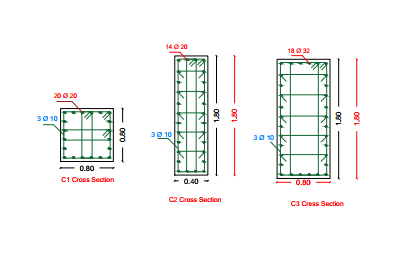 14 Ø 20
18 Ø 32
20 Ø 20
3 Ø 10
0.80
0.80
C1 Cross Section
3 Ø 10
1.80
1.80
0.40
C2 Cross Section
3 Ø 10
1.80
1.80
0.80
C3 Cross Section